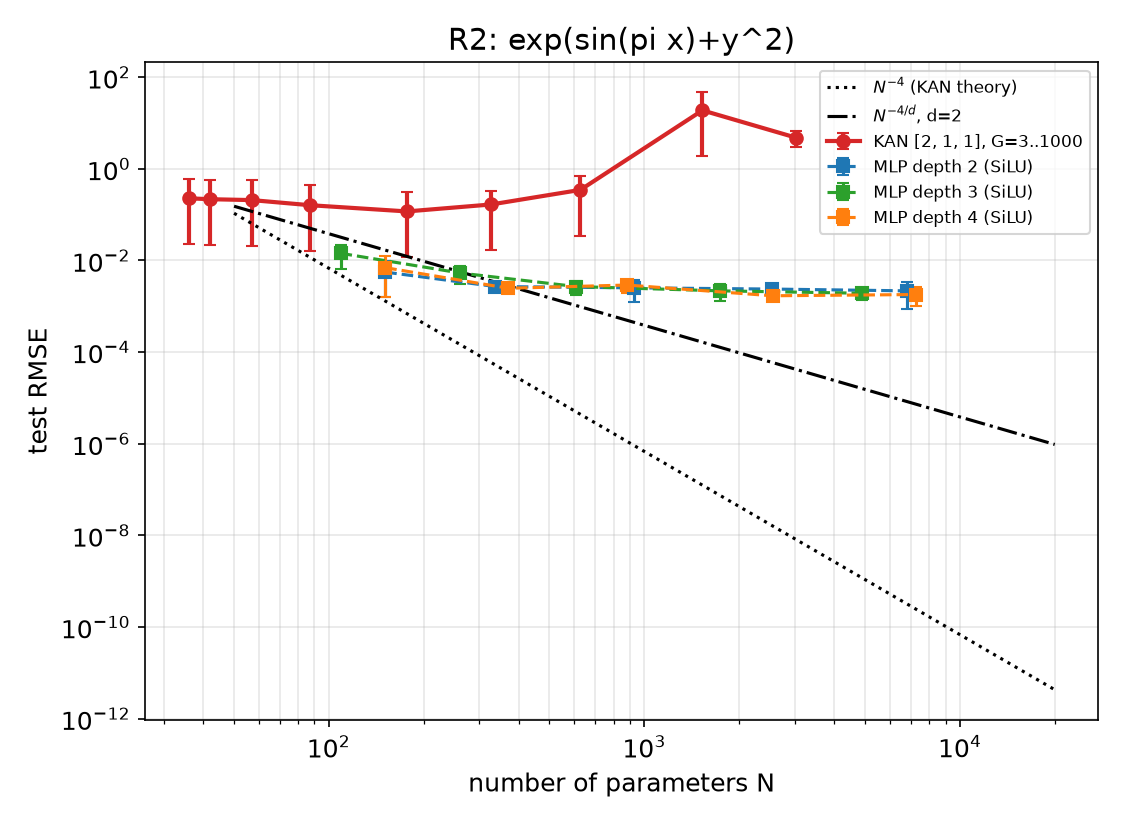 R2: exp(sin(pi x)+y^2)
N^{-4} (KAN theory)
N^{-4/d}, d=2
KAN [2, 1, 1], G=3..1000
MLP depth 2 (SiLU)
MLP depth 3 (SiLU)
MLP depth 4 (SiLU)
test RMSE
10^{2}
10^{0}
10^{-2}
10^{-4}
10^{-6}
10^{-8}
10^{-10}
10^{-12}
10^{2} 10^{3} 10^{4}
number of parameters N